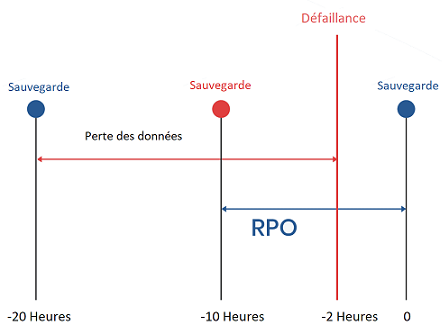 Défaillance
Sauvegarde
Sauvegarde
Sauvegarde
Perte des données
RPO
-20 Heures
-10 Heures
-2 Heures
0